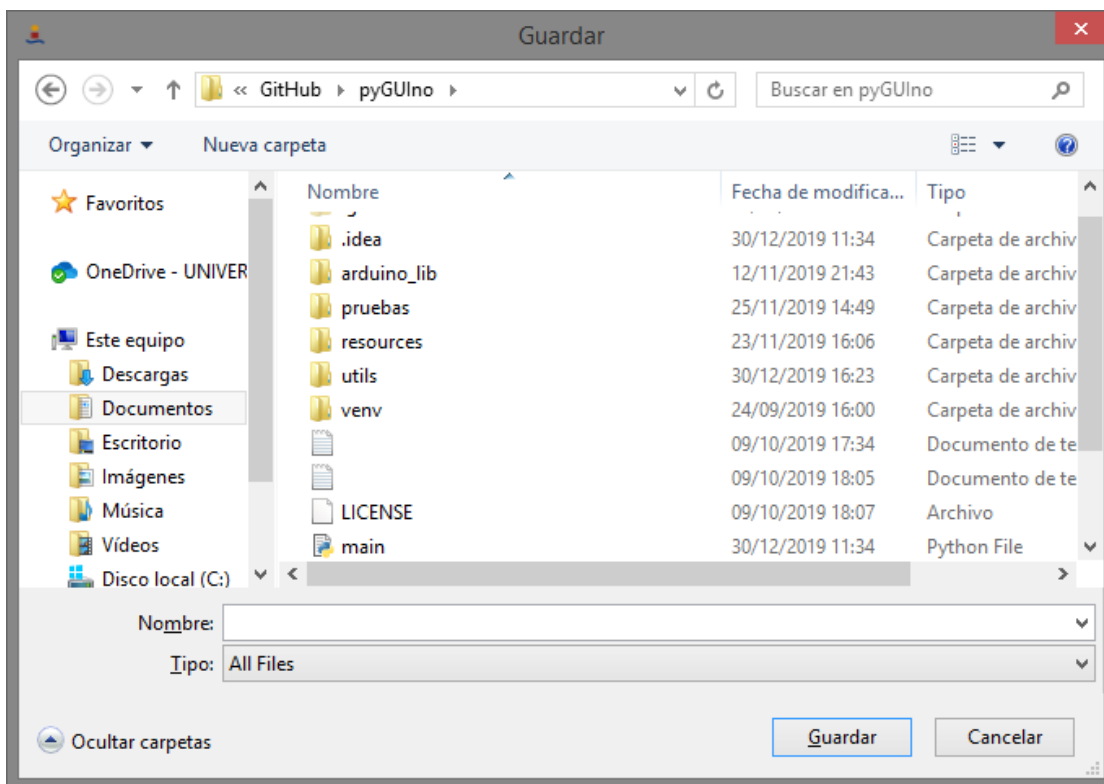 Guardar
« GitHub pyGUIno
Buscar en pyGUIno
Organizar Nueva carpeta
Favoritos
OneDrive - UNIVER
Este equipo
Descargas
Documentos
Escritorio
Imágenes
Música
Vídeos
Disco local (C:)
Nombre Fecha de modifica... Tipo
.idea 30/12/2019 11:34 Carpeta de archiv
arduino_lib 12/11/2019 21:43 Carpeta de archiv
pruebas 25/11/2019 14:49 Carpeta de archiv
resources 23/11/2019 16:06 Carpeta de archiv
utils 30/12/2019 16:23 Carpeta de archiv
venv 24/09/2019 16:00 Carpeta de archiv
09/10/2019 17:34 Documento de te
09/10/2019 18:05 Documento de te
LICENSE 09/10/2019 18:07 Archivo
main 30/12/2019 11:34 Python File
Nombre:
Tipo: All Files
Ocultar carpetas
Guardar Cancelar